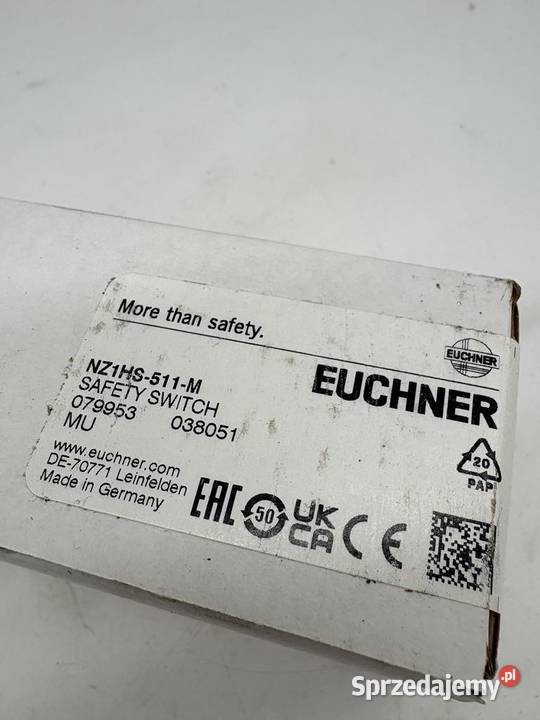 More than safety.
EUCHNER
EUCHNER
NZ1HS-511-M
SAFETY SWITCH
079953 038051
MU
www.euchner.com
DE-70771 Leinfelden
Made in Germany
EAC
50
UK
CA
CE
20
PAP
Sprzedajemy.pl